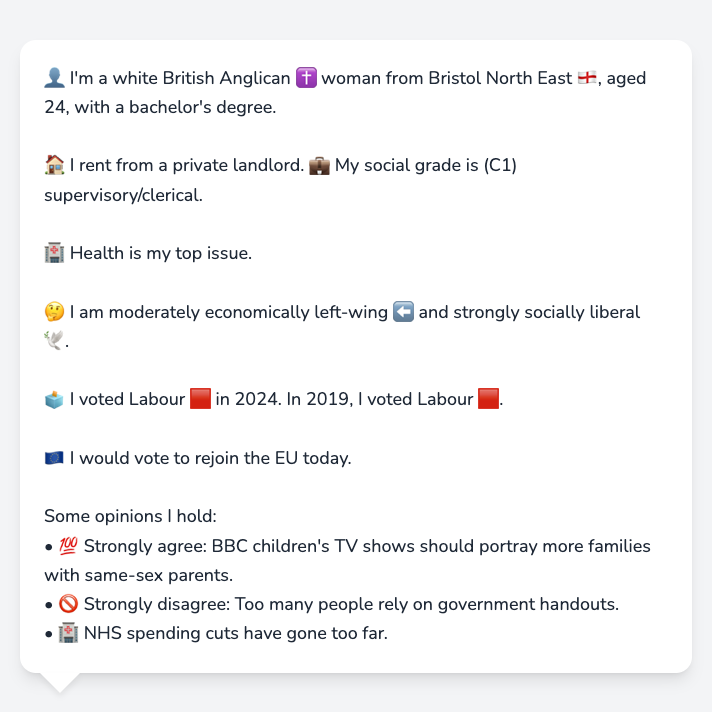 👤 I'm a white British Anglican ✝️ woman from Bristol North East 🏴󠁧󠁢󠁥󠁮󠁧󠁿, aged
24, with a bachelor's degree.
🏠 I rent from a private landlord. 💼 My social grade is (C1)
supervisory/clerical.
🏥 Health is my top issue.
🤔 I am moderately economically left-wing ⬅️ and strongly socially liberal
🕊️.
🗳️ I voted Labour 🟥 in 2024. In 2019, I voted Labour 🟥.
🇪🇺 I would vote to rejoin the EU today.
Some opinions I hold:
• 💯 Strongly agree: BBC children's TV shows should portray more families
with same-sex parents.
• 🚫 Strongly disagree: Too many people rely on government handouts.
• 🏥 NHS spending cuts have gone too far.